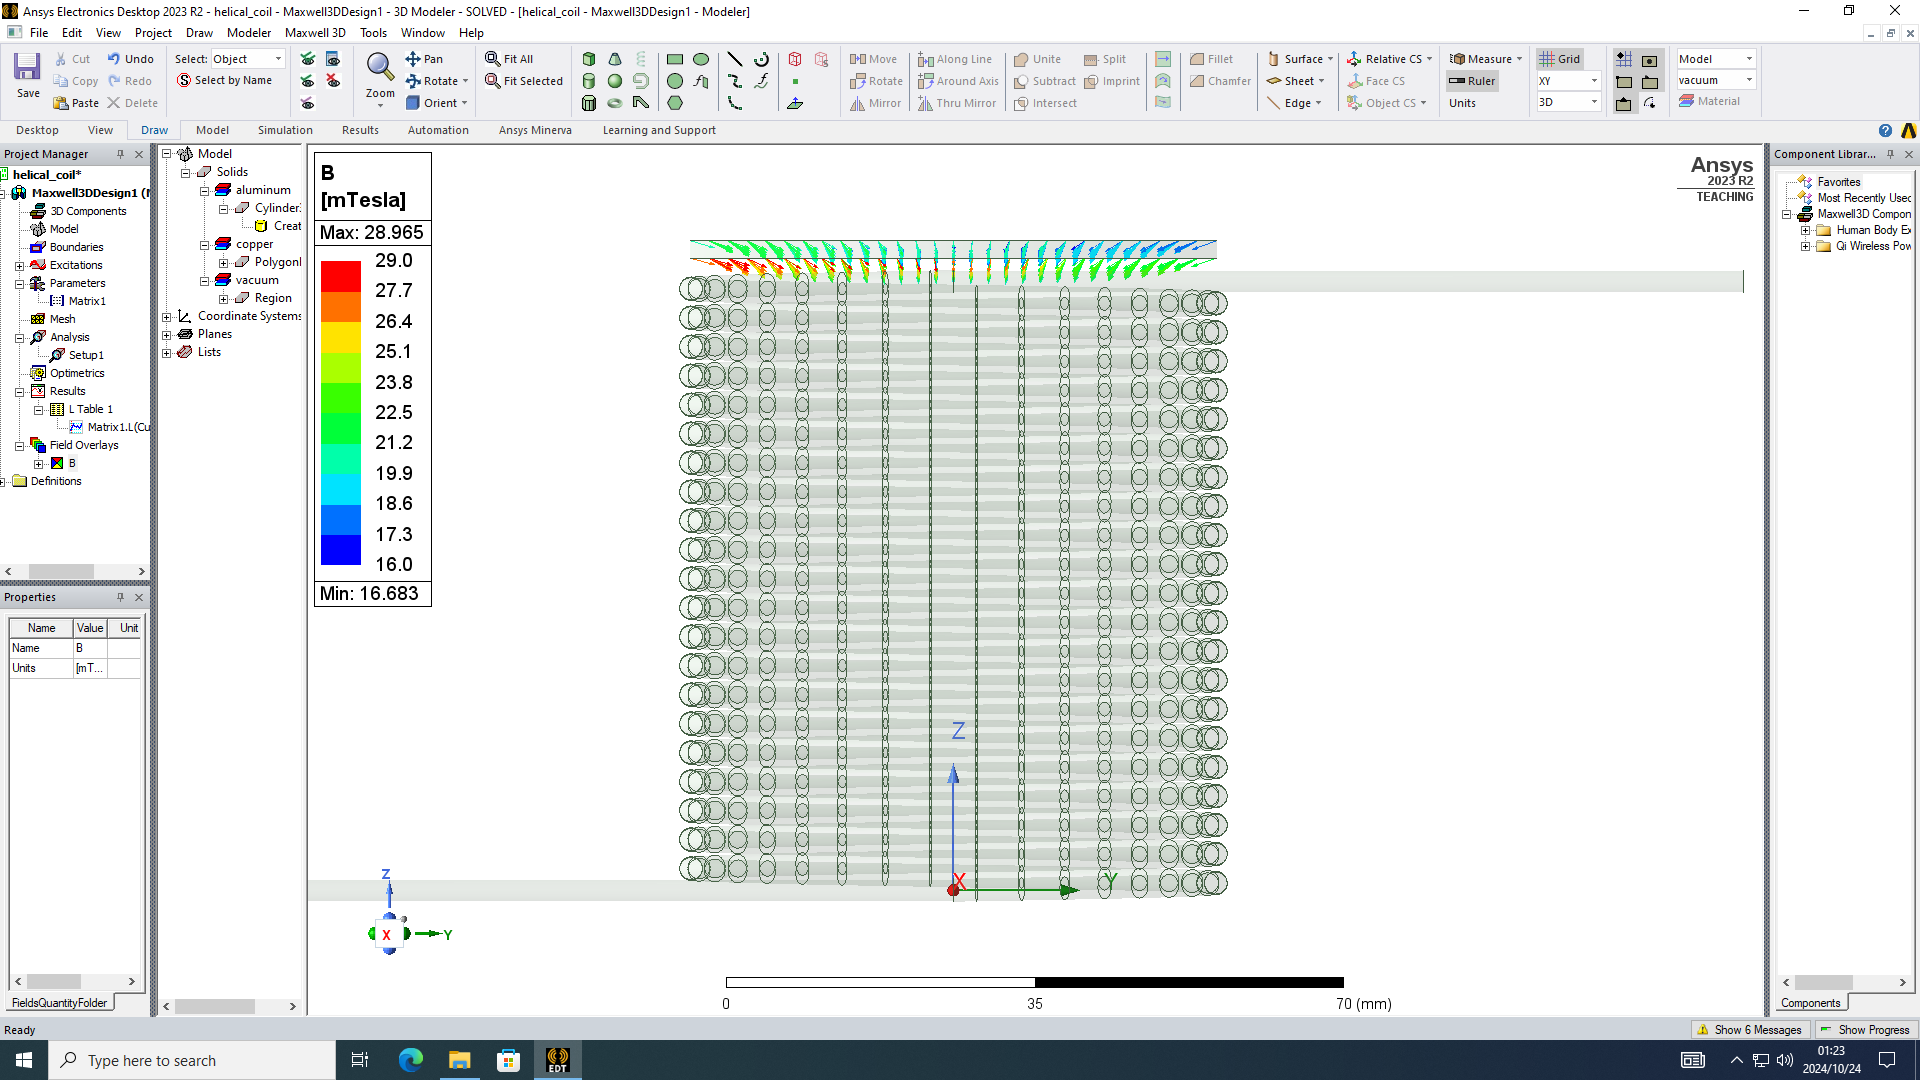 Ansys Electronics Desktop 2023 R2 - helical_coil - Maxwell3DDesign1 - 3D Modeler - SOLVED - [helical_coil - Maxwell3DDesign1 - Modeler]
File Edit View Project Draw Modeler Maxwell 3D Tools Window Help
Save
Cut
Copy
Paste
Undo
Redo
Delete
Select: Object
Select by Name
Zoom
Pan
Rotate
Orient
Fit All
Fit Selected
Move
Rotate
Mirror
Along Line
Around Axis
Thru Mirror
Unite
Subtract
Intersect
Split
Imprint
Fillet
Chamfer
Surface
Sheet
Edge
Relative CS
Face CS
Object CS
Measure
Ruler
Units
Grid
XY
3D
Model
vacuum
Material
Desktop View Draw Model Simulation Results Automation Ansys Minerva Learning and Support
Project Manager
helical_coil*
Maxwell3DDesign1 (
3D Components
Model
Boundaries
Excitations
Parameters
Matrix1
Mesh
Analysis
Setup1
Optimetrics
Results
L Table 1
Matrix1.L(Cu
Field Overlays
B
Definitions
Properties
Name Value Unit
Name B
Units [mT...
FieldsQuantityFolder
Model
Solids
aluminum
Cylinder
Creat
copper
Polygon
vacuum
Region
Coordinate Systems
Planes
Lists
B
[mTesla]
Max: 28.965
29.0
27.7
26.4
25.1
23.8
22.5
21.2
19.9
18.6
17.3
16.0
Min: 16.683
Ansys
2023 R2
TEACHING
Z
X
Y
Z
X
Y
0 35 70 (mm)
Component Librar...
Favorites
Most Recently Used
Maxwell3D Compon
Human Body Ex
Qi Wireless Pow
Components
Ready
Show 6 Messages
Show Progress
Type here to search
EDT
01:23
2024/10/24